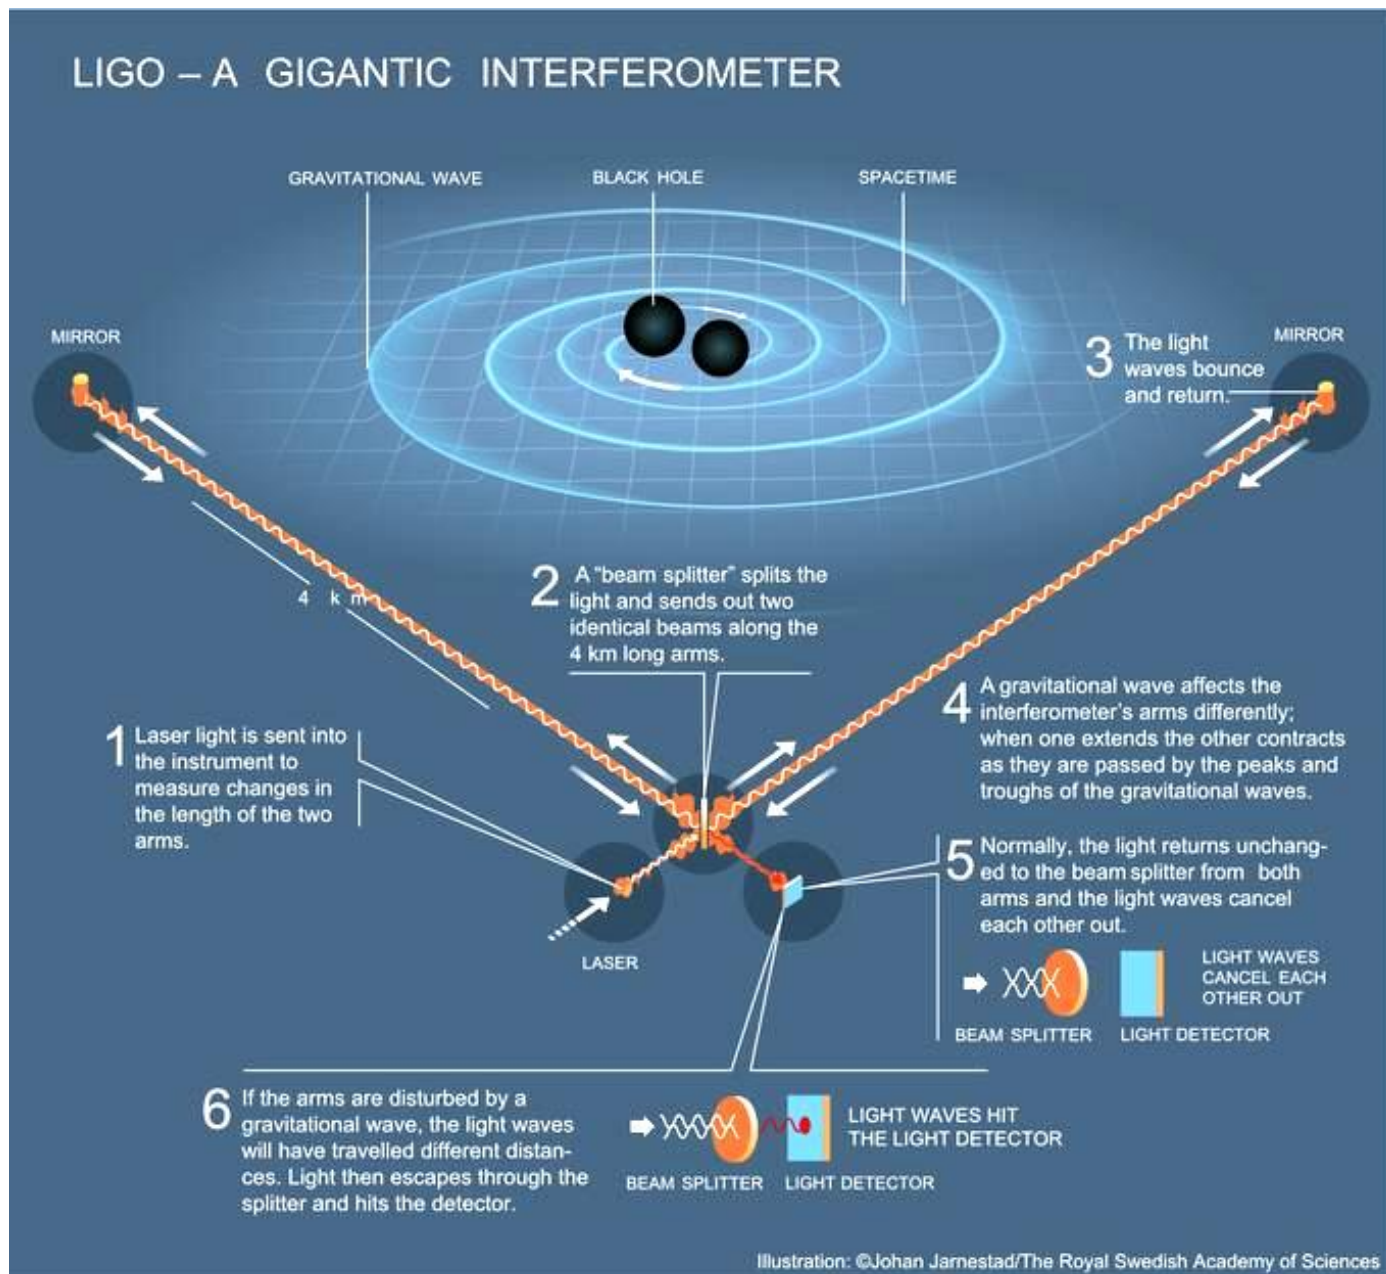 LIGO – A GIGANTIC INTERFEROMETER
GRAVITATIONAL WAVE
BLACK HOLE
SPACETIME
MIRROR
MIRROR
3 The light
waves bounce
and return.
4 km
2 A “beam splitter” splits the
light and sends out two
identical beams along the
4 km long arms.
1 Laser light is sent into
the instrument to
measure changes in
the length of the two
arms.
4 A gravitational wave affects the
interferometer’s arms differently;
when one extends the other contracts
as they are passed by the peaks and
troughs of the gravitational waves.
LASER
5 Normally, the light returns unchang-
ed to the beam splitter from both
arms and the light waves cancel
each other out.
LIGHT WAVES
CANCEL EACH
OTHER OUT
BEAM SPLITTER
LIGHT DETECTOR
6 If the arms are disturbed by a
gravitational wave, the light waves
will have travelled different distan-
ces. Light then escapes through the
splitter and hits the detector.
LIGHT WAVES HIT
THE LIGHT DETECTOR
BEAM SPLITTER
LIGHT DETECTOR
Illustration: ©Johan Jarnestad/The Royal Swedish Academy of Sciences